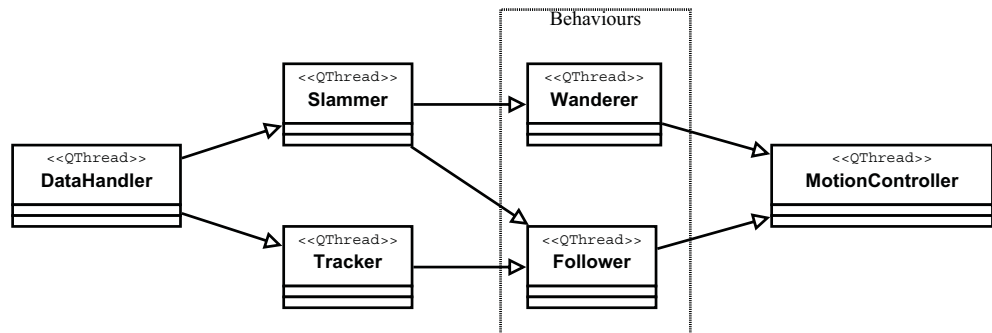 Behaviours
<<QThread>>
Slammer
<<QThread>>
Wanderer
<<QThread>>
DataHandler
<<QThread>>
MotionController
<<QThread>>
Tracker
<<QThread>>
Follower